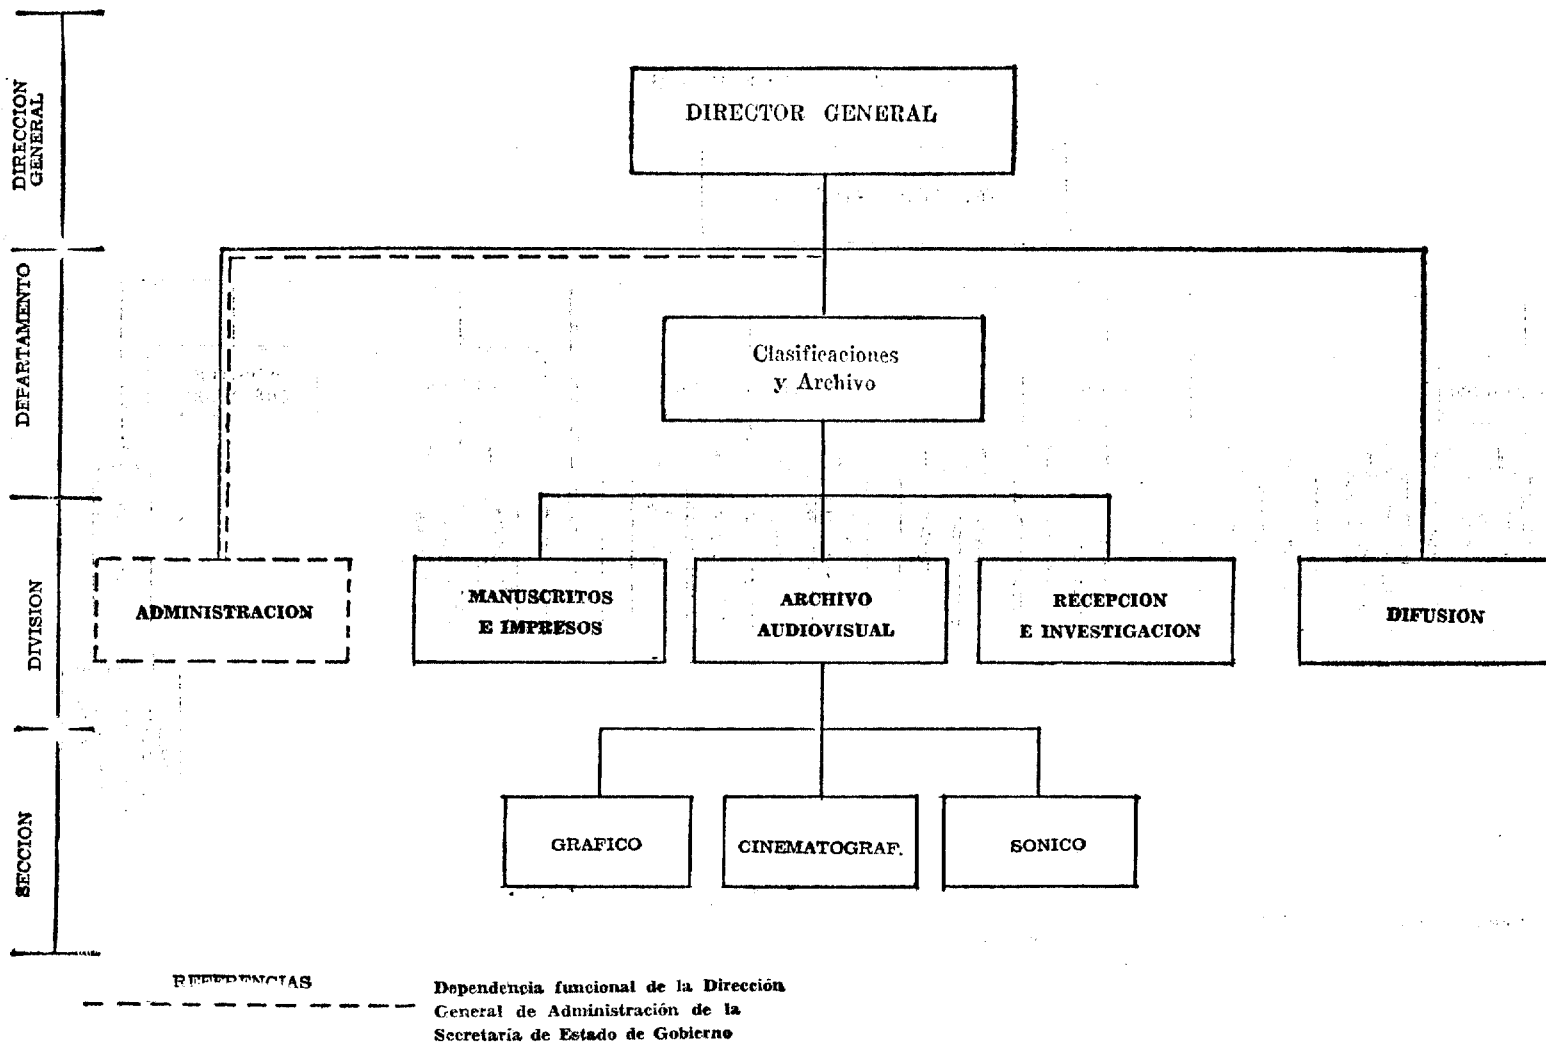 DIRECCION
GENERAL
DIRECTOR GENERAL
DEPARTAMENTO
Clasificaciones
y Archivo
DIVISION
ADMINISTRACION
MANUSCRITOS
E IMPRESOS
ARCHIVO
AUDIOVISUAL
RECEPCION
E INVESTIGACION
DIFUSION
SECCION
GRAFICO
CINEMATOGRAF.
SONICO
REFERENCIAS
Dependencia funcional de la Dirección
General de Administración de la
Secretaría de Estado de Gobierno